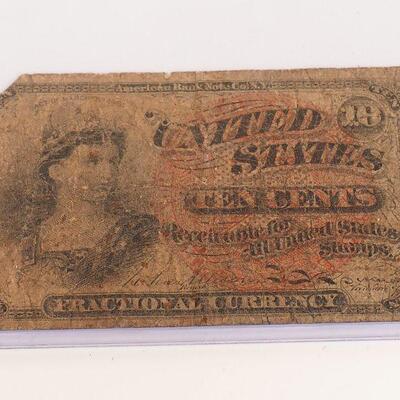 American Bank Note Co. N.Y.
UNITED
STATES
10
TEN CENTS
Receivable for
all United States
Stamps.
FRACTIONAL CURRENCY